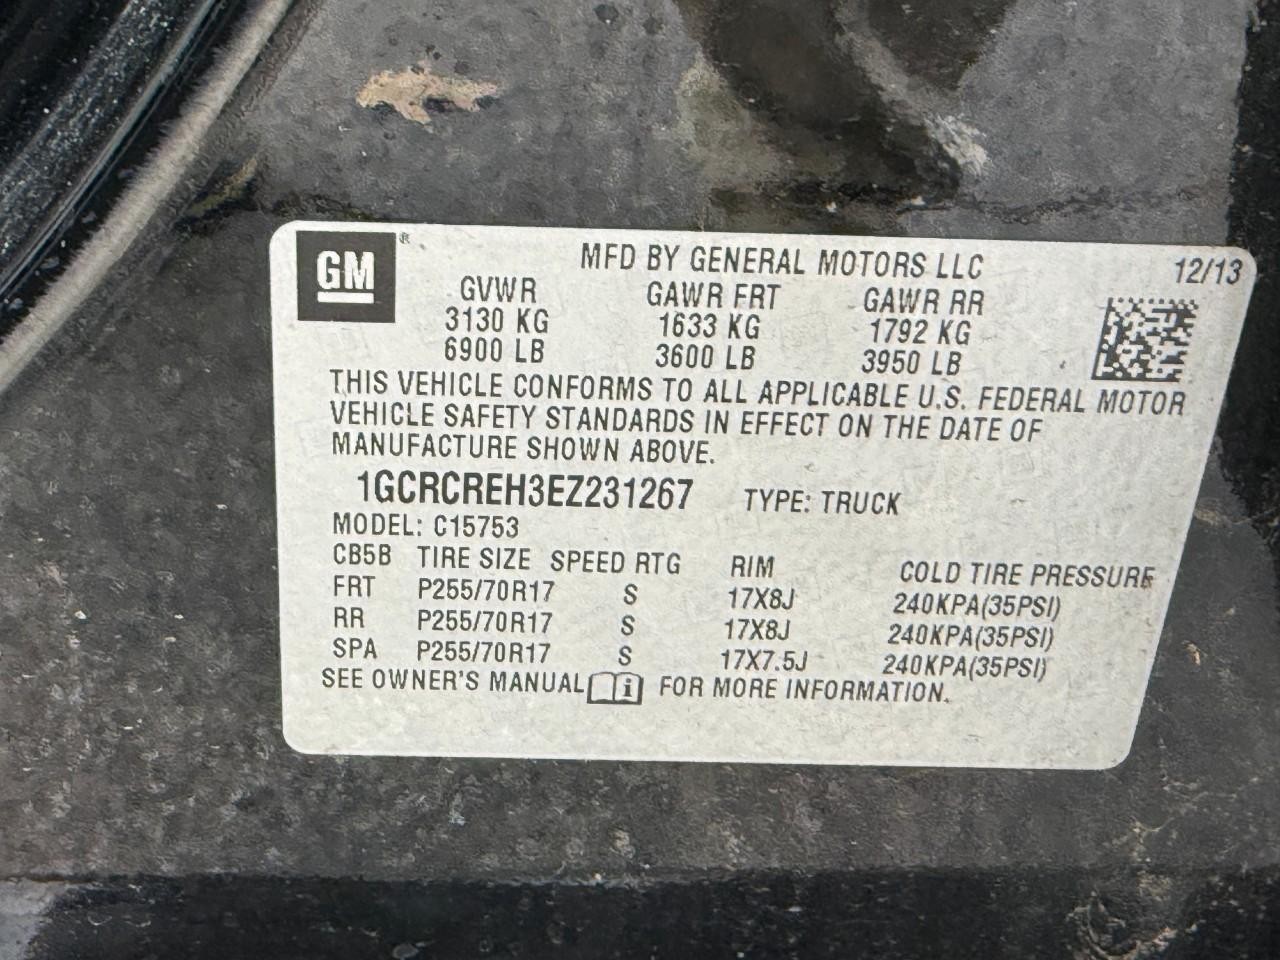 GM ® MFD BY GENERAL MOTORS LLC 12/13
GVWR GAWR FRT GAWR RR
3130 KG 1633 KG 1792 KG
6900 LB 3600 LB 3950 LB
THIS VEHICLE CONFORMS TO ALL APPLICABLE U.S. FEDERAL MOTOR
VEHICLE SAFETY STANDARDS IN EFFECT ON THE DATE OF
MANUFACTURE SHOWN ABOVE.
1GCRCREH3EZ231267 TYPE: TRUCK
MODEL: C15753
CB5B TIRE SIZE SPEED RTG RIM COLD TIRE PRESSURE
FRT P255/70R17 S 17X8J 240KPA(35PSI)
RR P255/70R17 S 17X8J 240KPA(35PSI)
SPA P255/70R17 S 17X7.5J 240KPA(35PSI)
SEE OWNER'S MANUAL i FOR MORE INFORMATION.